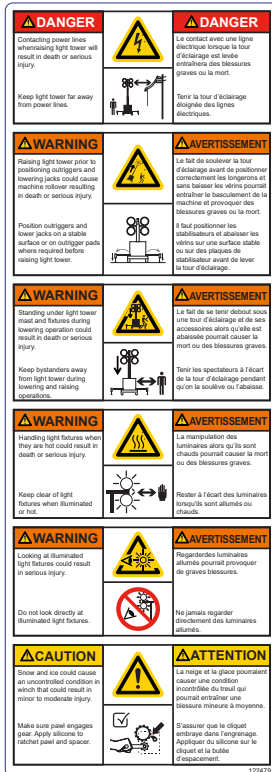 DANGER
Contacting power lines
whenraising light tower will
result in death or serious
injury.
Keep light tower far away
from power lines.
DANGER
Le contact avec une ligne
électrique lorsque la tour
d'éclairage est levée
entraînera des blessures
graves ou la mort.
Tenir la tour d'éclairage
éloignée des lignes
électriques.
WARNING
Raising light tower prior to
positioning outriggers and
lowering jacks could cause
machine rollover resulting
in death or serious injury.
Position outriggers and
lower jacks on a stable
surface or on outrigger pads
where required before
raising light tower.
AVERTISSEMENT
Le fait de soulever la tour
d'éclairage avant de positionner
correctement les longerons et
sans baisser les vérins pourrait
entraîner le basculement de la
machine et provoquer des
blessures graves ou la mort.
Il faut positionner les
stabilisateurs et abaisser les
vérins sur une surface stable
ou sur des plaques de
stabilisateur avant de lever
la tour d'éclairage.
WARNING
Standing under light tower
mast and fixtures during
lowering operation could
result in death or serious
injury.
Keep bystanders away
from light tower during
lowering and raising
operations.
AVERTISSEMENT
Le fait de se tenir debout sous
une tour d'éclairage et de ses
accessoires alors qu'elle est
abaissée pourrait causer la
mort ou des blessures graves.
Tenir les spectateurs à l'écart
de la tour d'éclairage pendant
qu'on la soulève ou l'abaisse.
WARNING
Handling light fixtures when
they are hot could result in
death or serious injury.
Keep clear of light
fixtures when illuminated
or hot.
AVERTISSEMENT
La manipulation des
luminaires alors qu'ils sont
chauds pourrait causer la mort
ou des blessures graves.
Rester à l'écart des luminaires
lorsqu'ils sont allumés ou
chauds.
WARNING
Looking at illuminated
light fixtures could result
in serious injury.
Do not look directly at
illuminated light fixtures.
AVERTISSEMENT
Regarderdes luminaires
allumés pourrait provoquer
de graves blessures.
Ne jamais regarder
directement des luminaires
allumés.
CAUTION
Snow and ice could cause
an uncontrolled condition in
winch that could result in
minor to moderate injury.
Make sure pawl engages
gear. Apply silicone to
ratchet pawl and spacer.
ATTENTION
La neige et la glace pourraient
causer une condition
incontrôlée du treuil qui
pourrait entraîner une
blessure mineure à moyenne.
S'assurer que le cliquet
embraye dans l'engrenage.
Appliquer du silicone sur le
cliquet et la butée
d'espacement.
122479